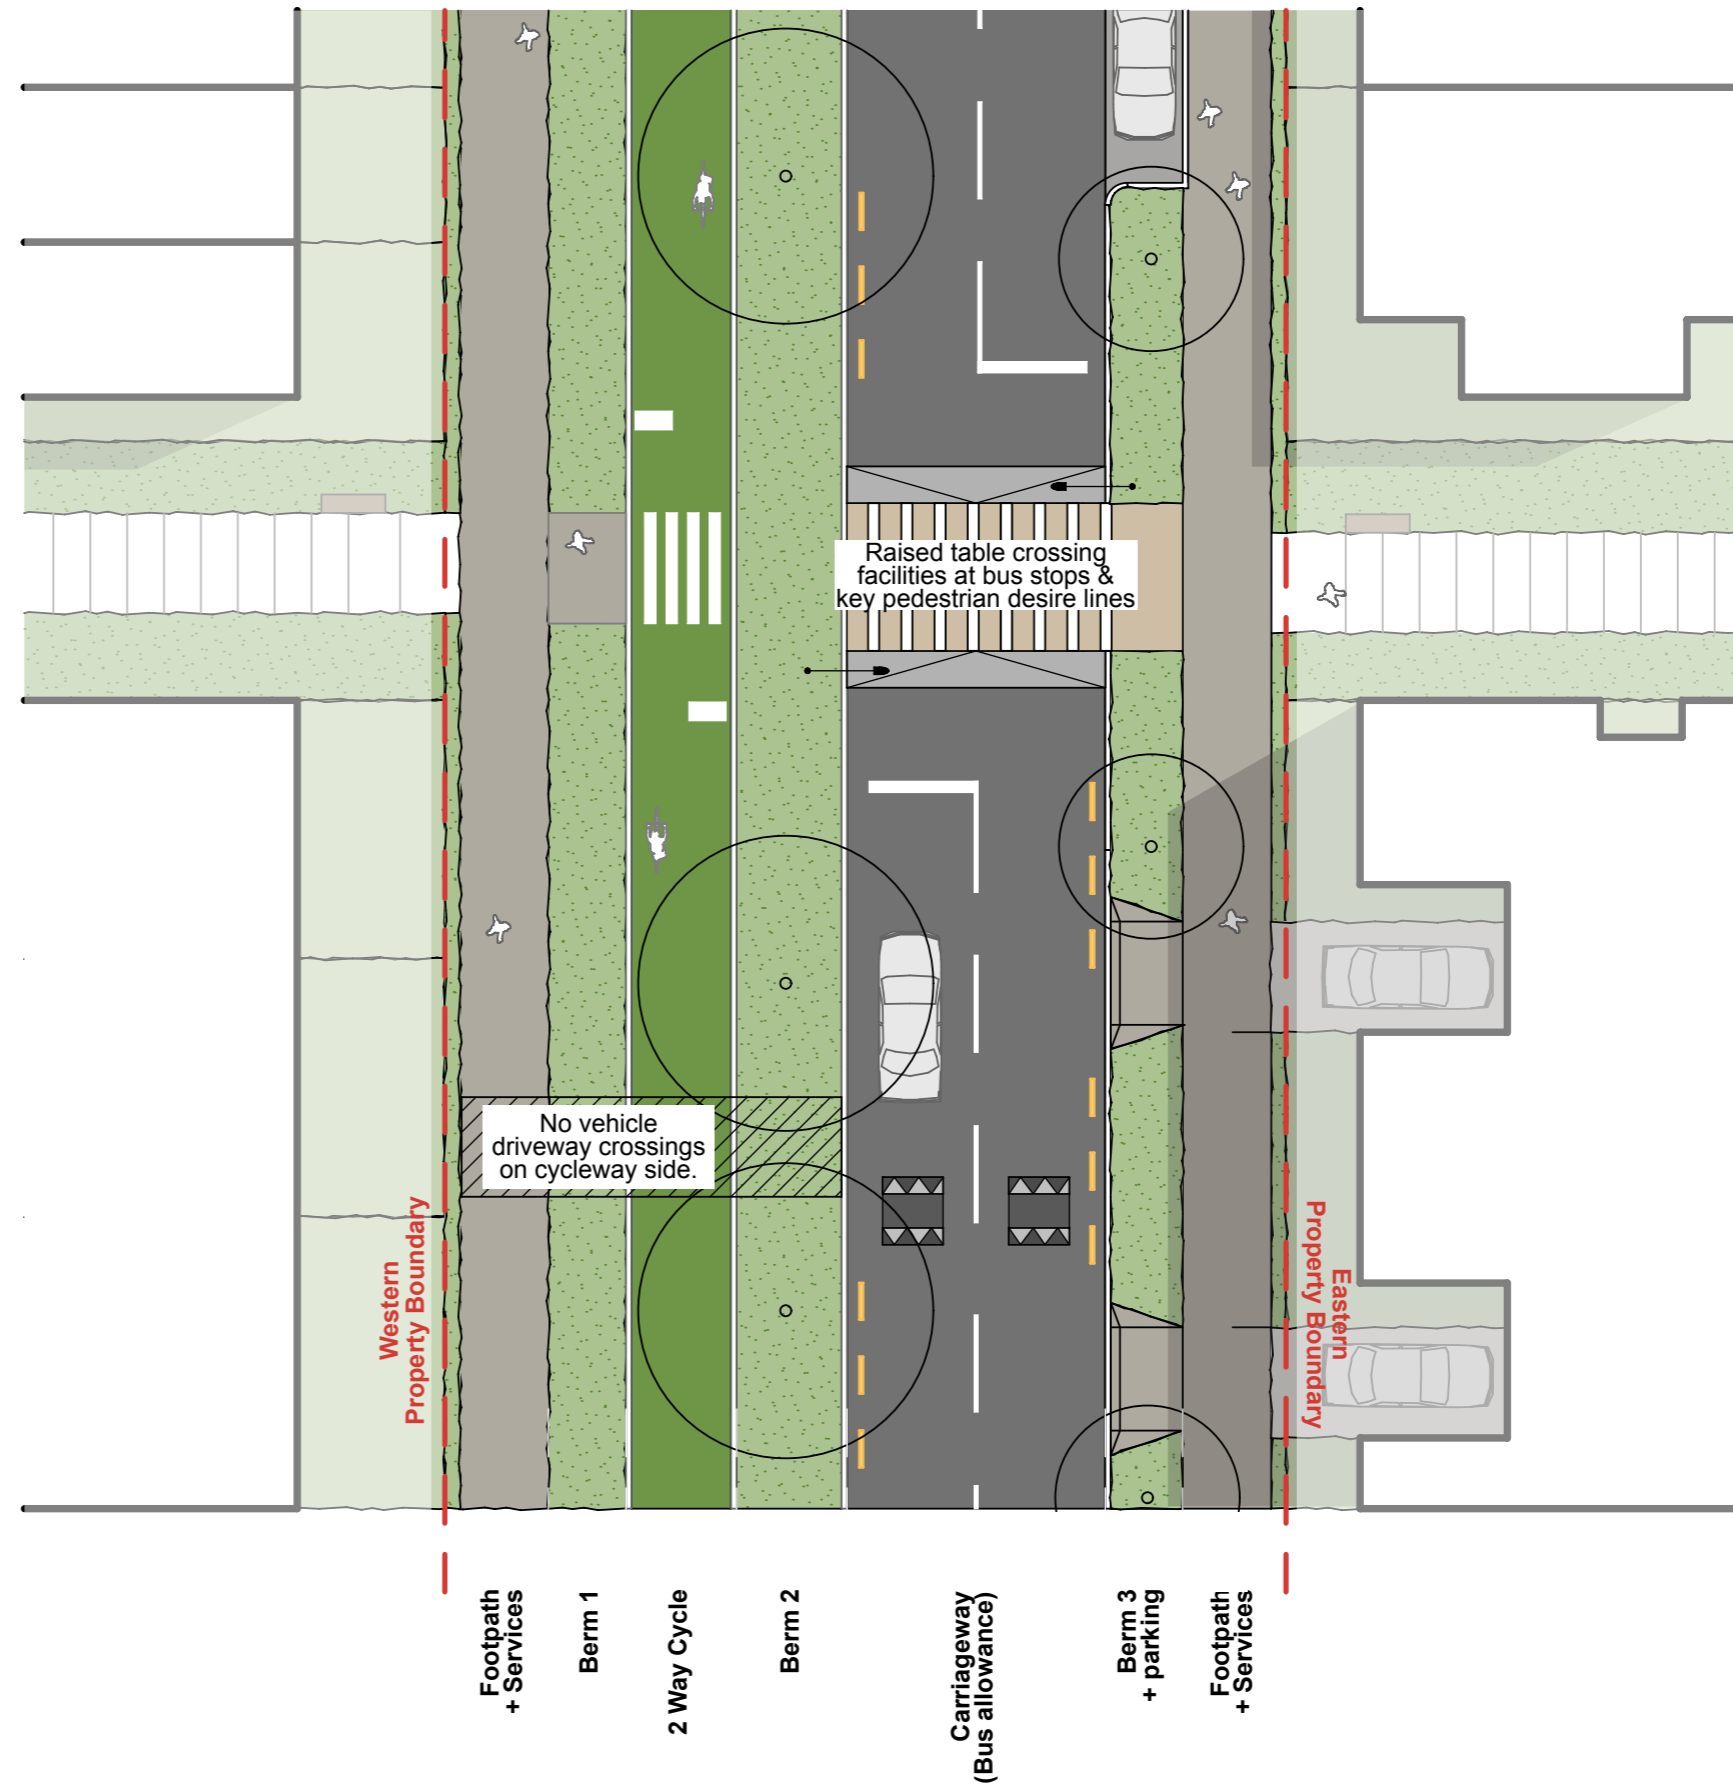 Raised table crossing
facilities at bus stops &
key pedestrian desire lines
No vehicle
driveway crossings
on cycleway side.
Western
Property Boundary
Eastern
Property Boundary
Footpath
+ Services
Berm 1
2 Way Cycle
Berm 2
Carriageway
(Bus allowance)
Berm 3
+ parking
Footpath
+ Services